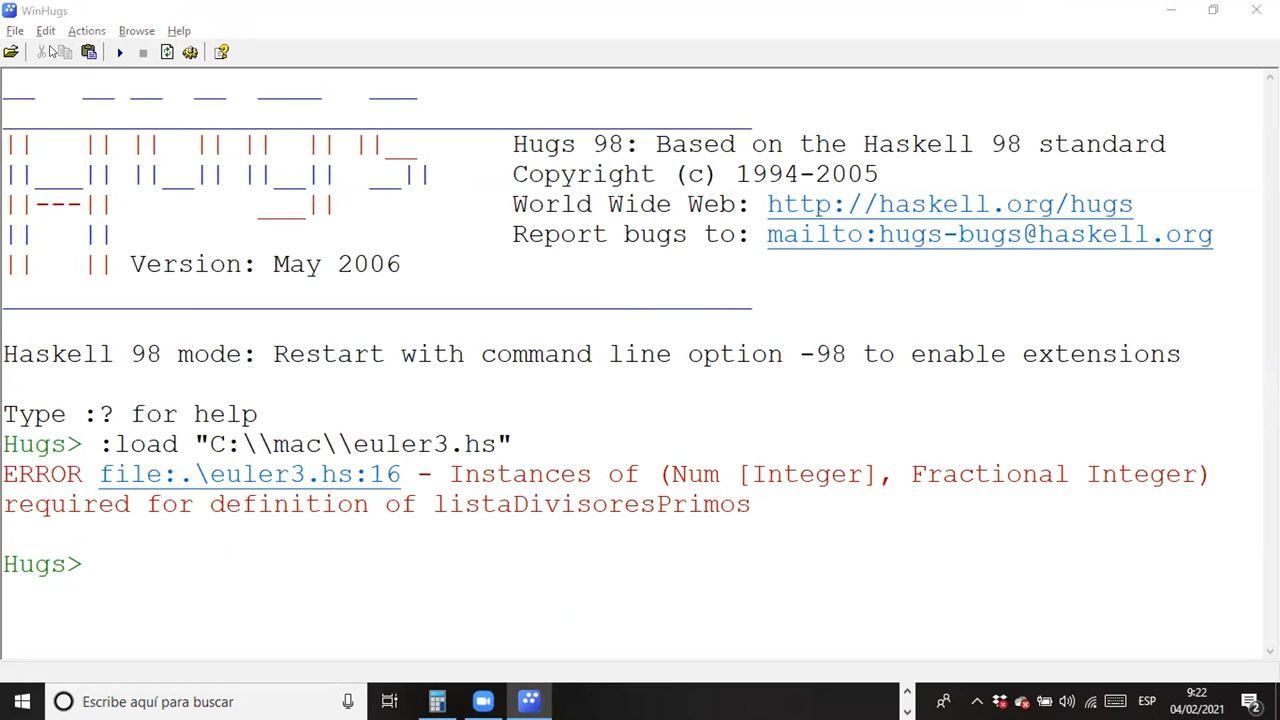 WinHugs
File Edit Actions Browse Help
Hugs 98: Based on the Haskell 98 standard
Copyright (c) 1994-2005
World Wide Web: http://haskell.org/hugs
Report bugs to: mailto:hugs-bugs@haskell.org
Version: May 2006
Haskell 98 mode: Restart with command line option -98 to enable extensions
Type :? for help
Hugs> :load "C:\\mac\\euler3.hs"
ERROR file:.\euler3.hs:16 - Instances of (Num [Integer], Fractional Integer)
required for definition of listaDivisoresPrimos
Hugs>
Escribe aquí para buscar
ESP
9:22
04/02/2021
2